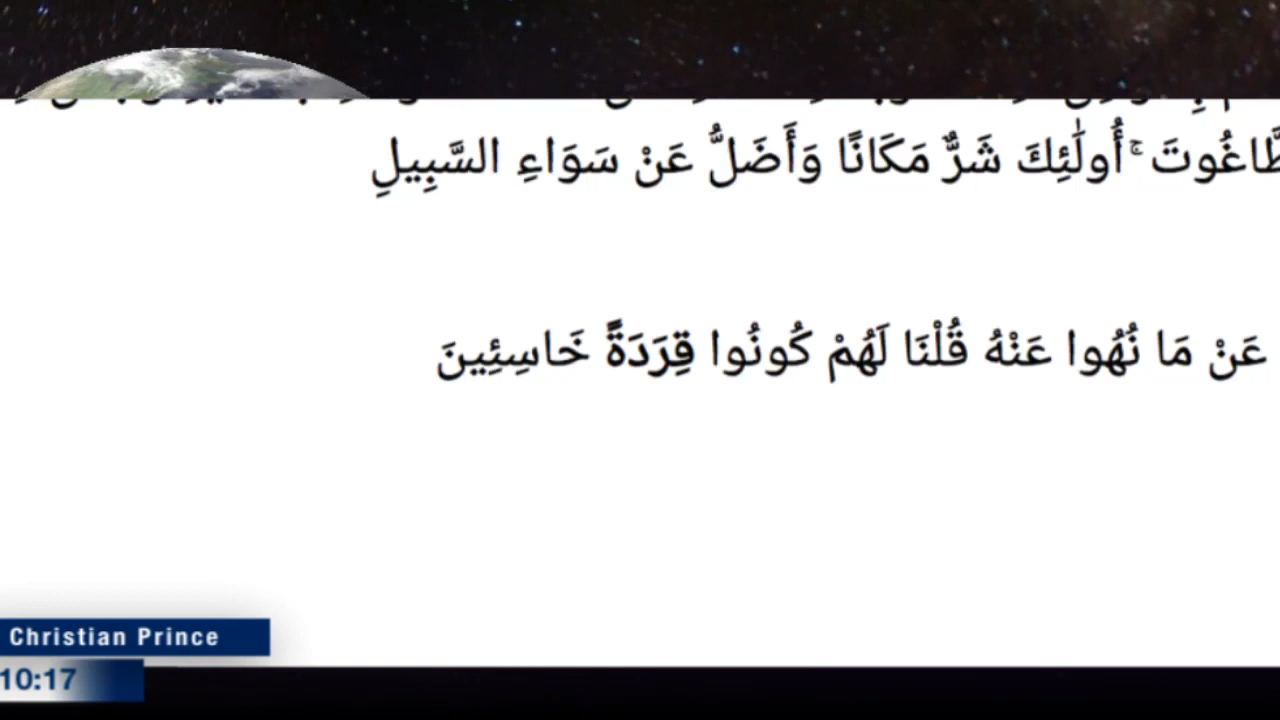 طَّاغُوتَ ۚ أُولَٰئِكَ شَرٌّ مَكَانًا وَأَضَلُّ عَنْ سَوَاءِ السَّبِيلِ
عَنْ مَا نُهُوا عَنْهُ قُلْنَا لَهُمْ كُونُوا قِرَدَةً خَاسِئِينَ
Christian Prince
10:17